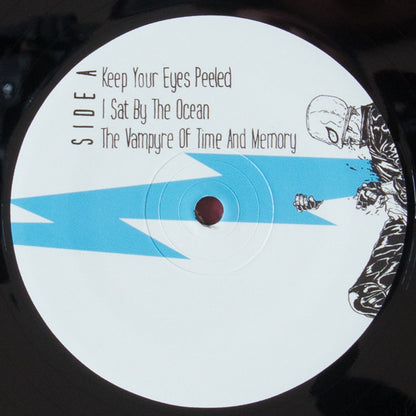 SIDE A
Keep Your Eyes Peeled
I Sat By The Ocean
The Vampyre Of Time And Memory